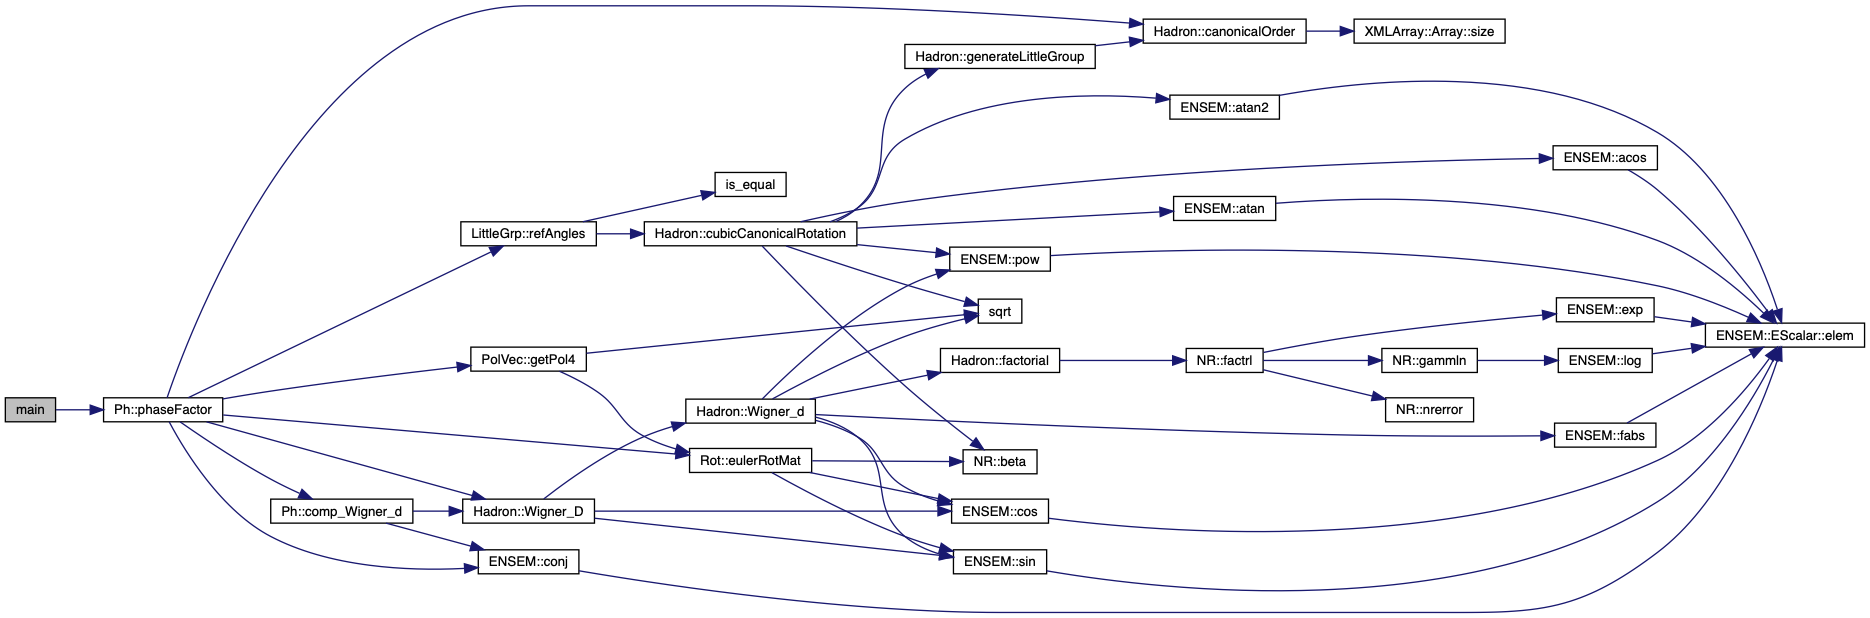 main
Ph::phaseFactor
LittleGrp::refAngles
PolVec::getPol4
Ph::comp_Wigner_d
Hadron::Wigner_D
ENSEM::conj
is_equal
Hadron::cubicCanonicalRotation
Hadron::Wigner_d
Rot::eulerRotMat
Hadron::generateLittleGroup
ENSEM::pow
sqrt
Hadron::factorial
NR::beta
ENSEM::cos
ENSEM::sin
Hadron::canonicalOrder
ENSEM::atan2
ENSEM::atan
NR::factrl
XMLArray::Array::size
NR::gammln
NR::nrerror
ENSEM::acos
ENSEM::exp
ENSEM::log
ENSEM::fabs
ENSEM::EScalar::elem